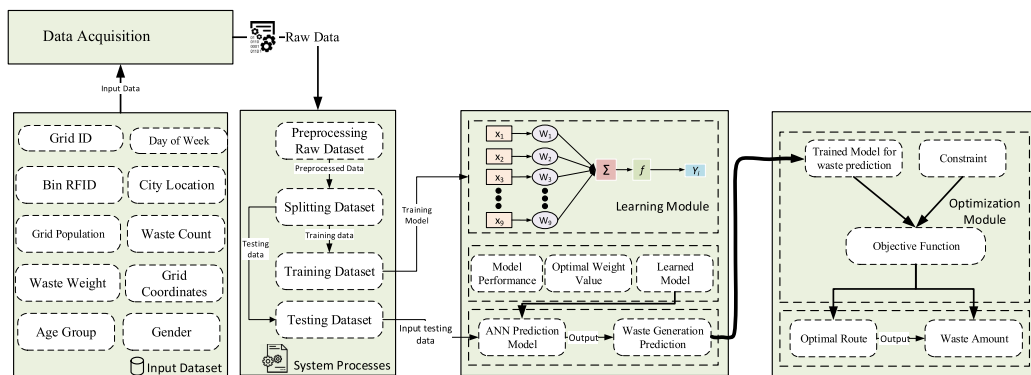 Data Acquisition
Raw Data
Input Data
Grid ID
Day of Week
Bin RFID
City Location
Grid Population
Waste Count
Waste Weight
Grid
Coordinates
Age Group
Gender
Input Dataset
Preprocessing
Raw Dataset
Preprocessed Data
Splitting Dataset
Training data
Testing
data
Training Dataset
Testing Dataset
System Processes
Training
Model
Input testing
data
x1
W1
x2
W2
x3
W3
x9
W9
Σ
f
Yi
Learning Module
Model
Performance
Optimal Weight
Value
Learned
Model
ANN Prediction
Model
Output
Waste Generation
Prediction
Trained Model for
waste prediction
Constraint
Optimization
Module
Objective Function
Optimal Route
Output
Waste Amount